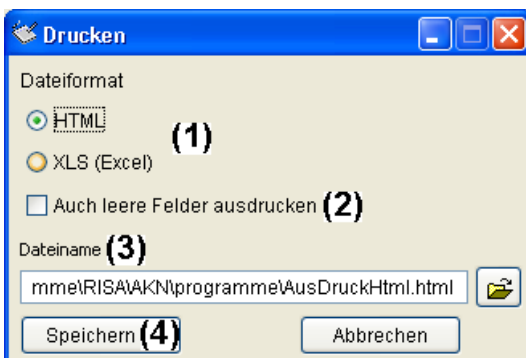 Drucken
Dateiformat
HTML
(1)
XLS (Excel)
Auch leere Felder ausdrucken (2)
Dateiname (3)
mme\RISA\AKN\programme\AusDruckHtml.html
Speichern (4) Abbrechen